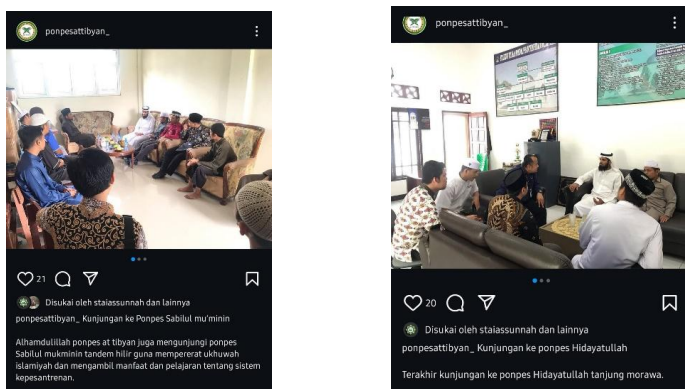 ponpesattibyan_
21
Disukai oleh staiassunnah dan lainnya
ponpesattibyan_ Kunjungan ke Ponpes Sabilul mu'minin
Alhamdulillah ponpes at tibyan juga mengunjungi ponpes
Sabilul mukminin tandem hilir guna mempererat ukhuwah
islamiyah dan mengambil manfaat dan pelajaran tentang sistem
kepesantrenan.
ponpesattibyan_
20
Disukai oleh staiassunnah dan lainnya
ponpesattibyan_ Kunjungan ke ponpes Hidayatullah
Terakhir kunjungan ke ponpes Hidayatullah tanjung morawa.